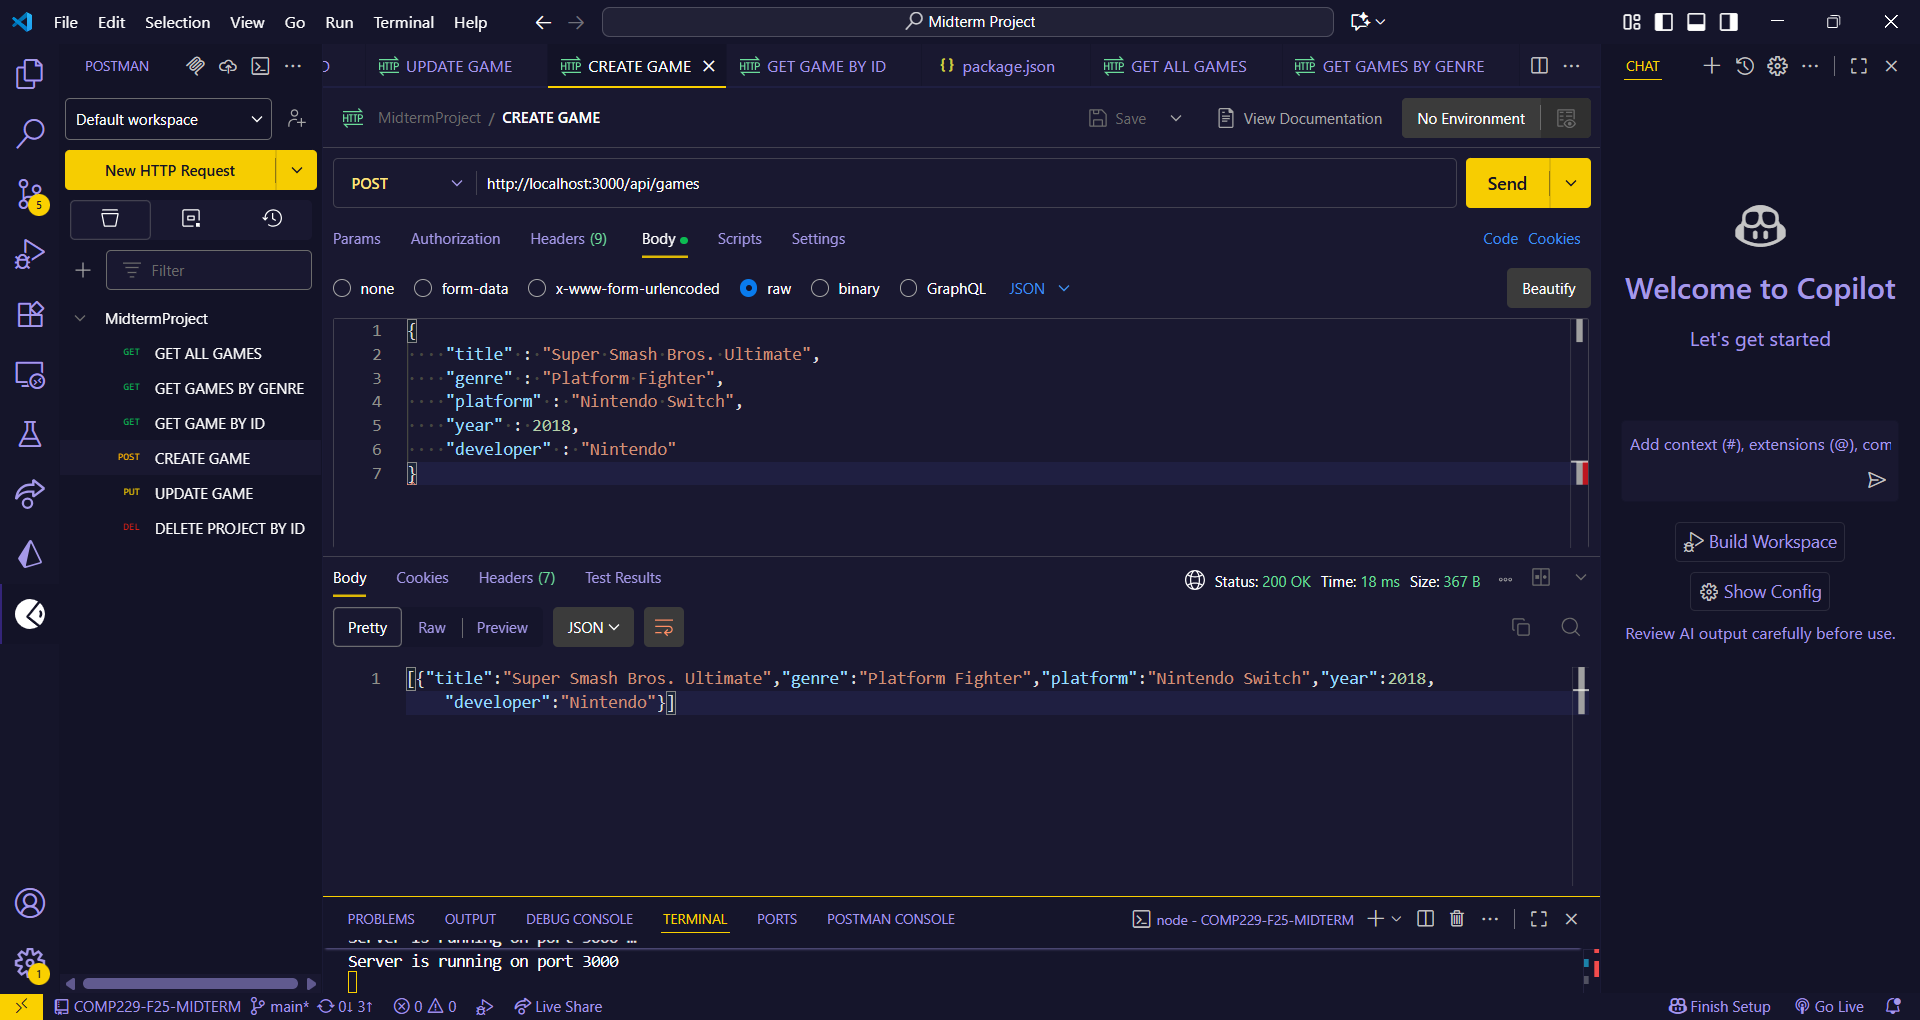 File Edit Selection View Go Run Terminal Help
Midterm Project
POSTMAN
UPDATE GAME
CREATE GAME
GET GAME BY ID
{} package.json
GET ALL GAMES
GET GAMES BY GENRE
CHAT
Default workspace
MidtermProject / CREATE GAME
Save
View Documentation
No Environment
New HTTP Request
POST
http://localhost:3000/api/games
Send
5
Params Authorization Headers (9) Body Scripts Settings
Code Cookies
Filter
none form-data x-www-form-urlencoded raw binary GraphQL JSON
Beautify
MidtermProject
GET GET ALL GAMES
GET GET GAMES BY GENRE
GET GET GAME BY ID
POST CREATE GAME
PUT UPDATE GAME
DEL DELETE PROJECT BY ID
1 {
2 ····"title"·:·"Super·Smash·Bros.·Ultimate",
3 ····"genre"·:·"Platform·Fighter",
4 ····"platform"·:·"Nintendo·Switch",
5 ····"year"·:·2018,
6 ····"developer"·:·"Nintendo"
7 }
Welcome to Copilot
Let's get started
Add context (#), extensions (@), com
Build Workspace
Show Config
Review AI output carefully before use.
Body Cookies Headers (7) Test Results
Status: 200 OK Time: 18 ms Size: 367 B
Pretty Raw Preview JSON
1 [{"title":"Super Smash Bros. Ultimate","genre":"Platform Fighter","platform":"Nintendo Switch","year":2018,
"developer":"Nintendo"}]
PROBLEMS OUTPUT DEBUG CONSOLE TERMINAL PORTS POSTMAN CONSOLE
node - COMP229-F25-MIDTERM
Server is running on port 3000 …
Server is running on port 3000
1
COMP229-F25-MIDTERM main* 0↓ 3↑ 0 0 Live Share
Finish Setup Go Live